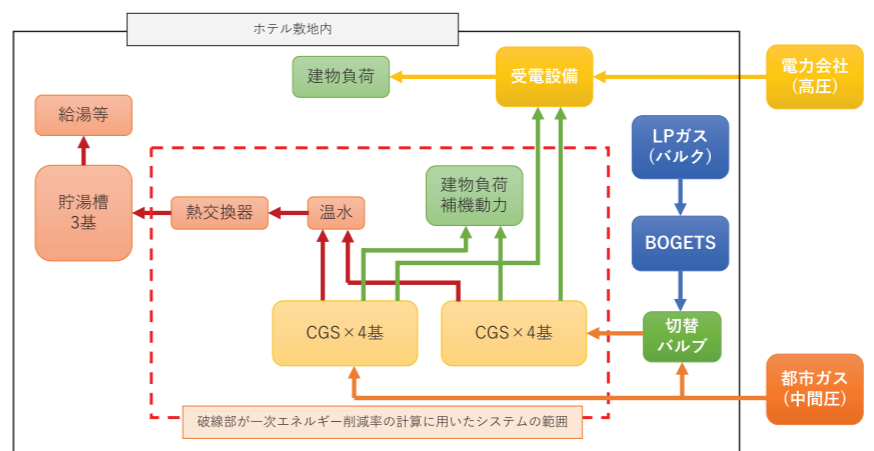 ホテル敷地内
建物負荷
受電設備
電力会社
(高圧)
給湯等
LPガス
(バルク)
貯湯槽
3基
熱交換器
温水
建物負荷
補機動力
BOGETS
CGS×4基
CGS×4基
切替
バルブ
都市ガス
(中間圧)
破線部が一次エネルギー削減率の計算に用いたシステムの範囲